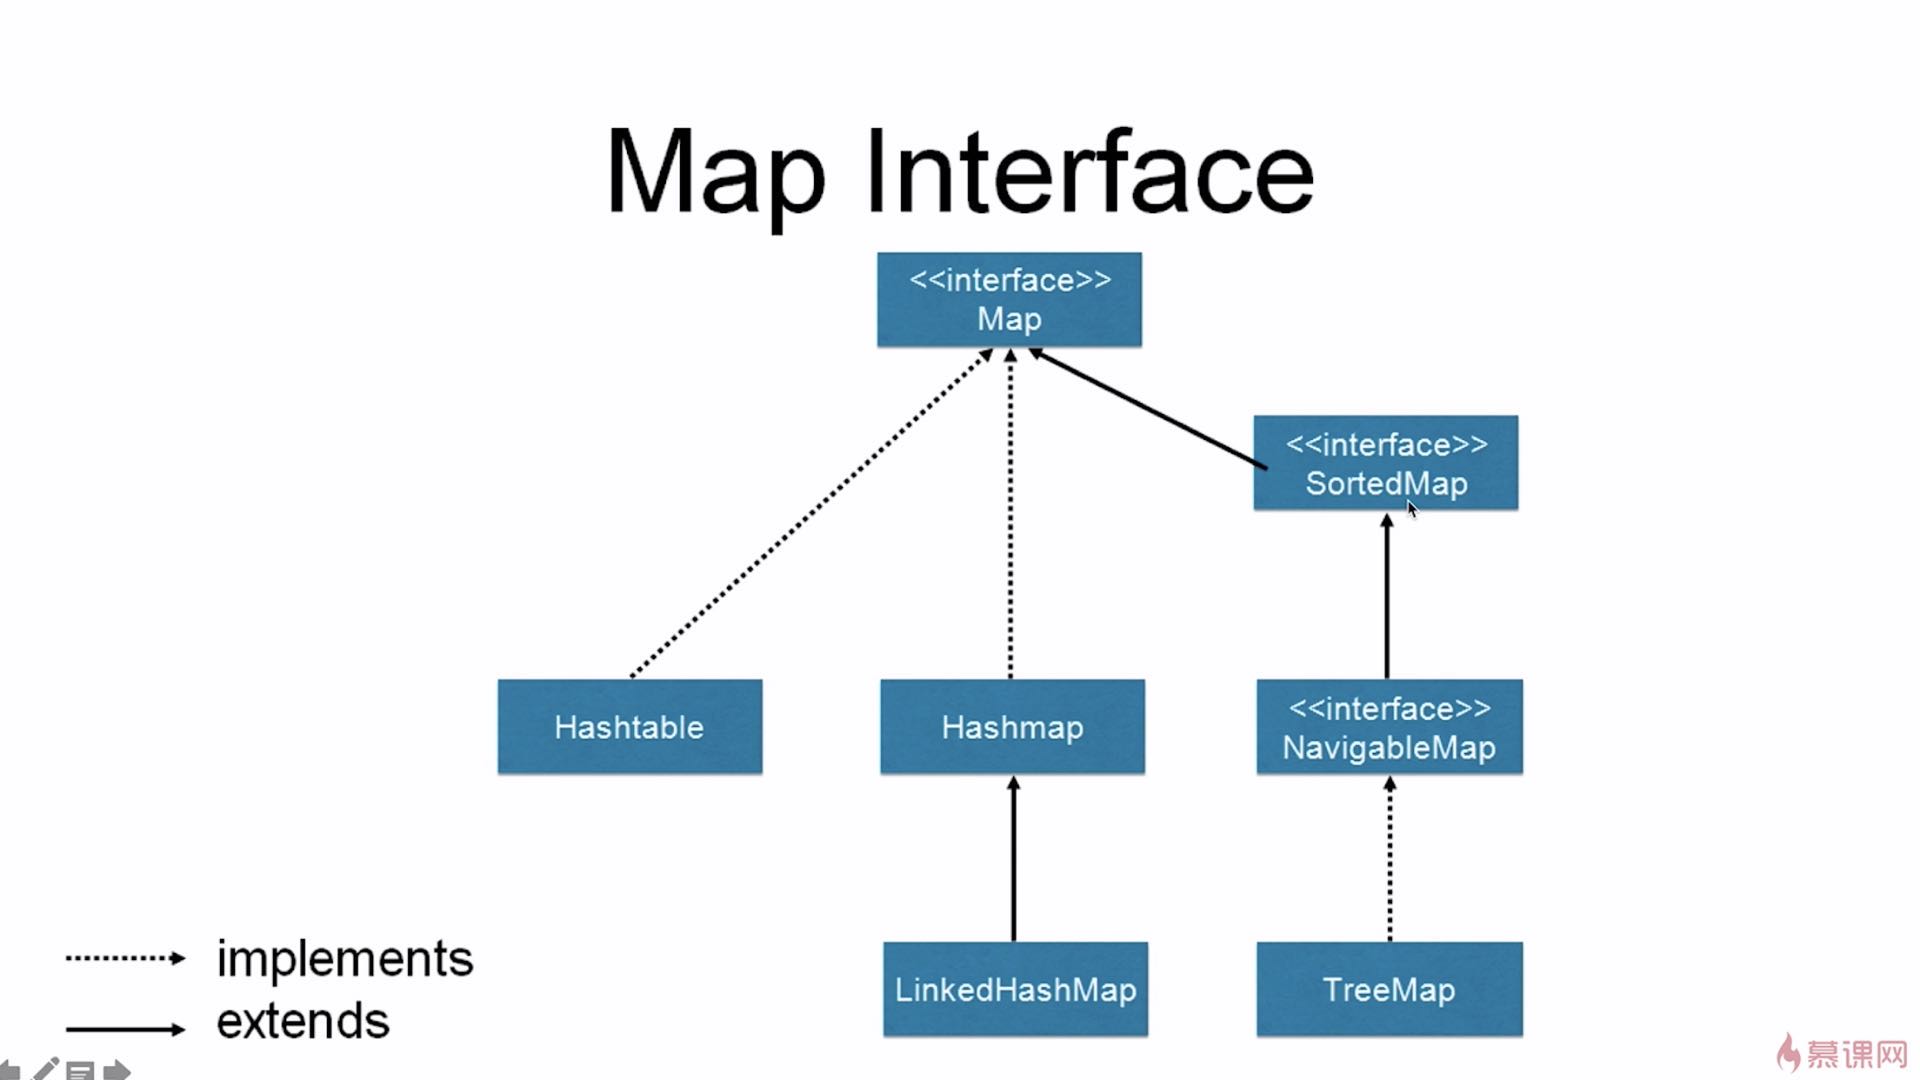 Map Interface
<<interface>>
Map
<<interface>>
SortedMap
Hashtable
Hashmap
<<interface>>
NavigableMap
LinkedHashMap
TreeMap
implements
extends
慕课网